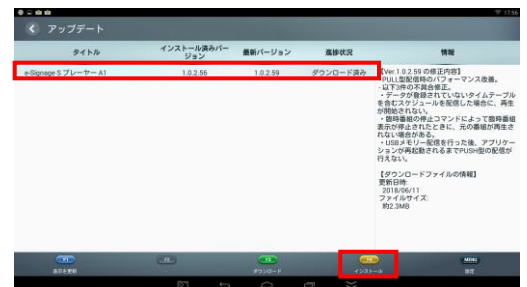 17:56
アップデート
タイトル
インストール済みバー
ジョン
最新バージョン
進捗状況
情報
e-Signage S プレーヤー A1
1.0.2.56
1.0.2.59
ダウンロード済み
【Ver.1.0.2.59 の修正内容】
・PULL型配信時のパフォーマンス改善。
・以下3件の不具合修正。
・データが登録されていないタイムテーブル
を含むスケジュールを配信した場合に、再生
が開始されない。
・臨時番組の停止コマンドによって臨時番組
表示が停止されたときに、元の番組が再生さ
れない場合がある。
・USBメモリー配信を行った後、アプリケー
ションが再起動されるまでPUSH型の配信が
行えない。
【ダウンロードファイルの情報】
更新日時:
2018/06/11
ファイルサイズ:
約2.3MB
F1
表示を更新
F2
F3
ダウンロード
F4
インストール
MENU
設定